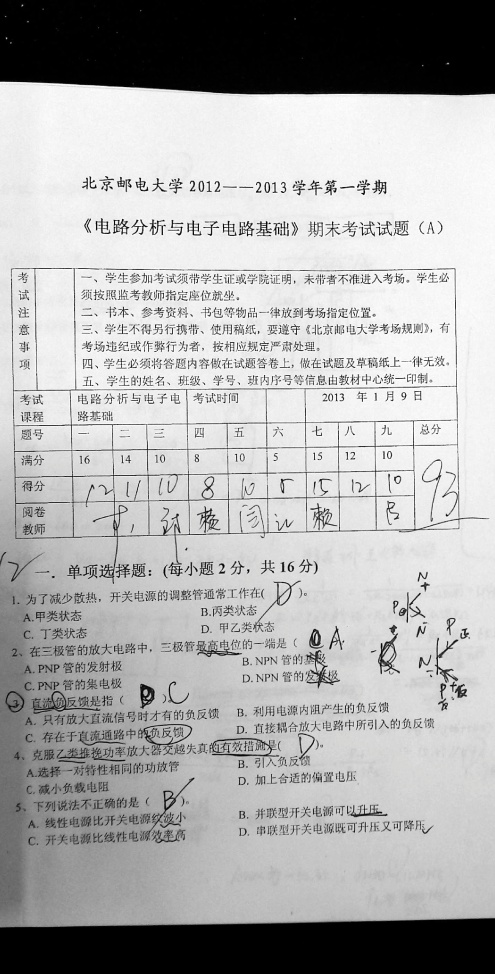 北京邮电大学 2012——2013 学年第一学期
《电路分析与电子电路基础》期末考试试题（A）
考试注意事项
一、学生参加考试须带学生证或学院证明，未带者不准进入考场。学生必
须按照监考教师指定座位就坐。
二、书本、参考资料、书包等物品一律放到考场指定位置。
三、学生不得另行携带、使用稿纸，要遵守《北京邮电大学考场规则》，有
考场违纪或作弊行为者，按相应规定严肃处理。
四、学生必须将答题内容做在试题答卷上，做在试题及草稿纸上一律无效。
五、学生的姓名、班级、学号、班内序号等信息由教材中心统一印制。
考试课程 电路分析与电子电路基础 考试时间 2013 年 1 月 9 日
题号 一 二 三 四 五 六 七 八 九 总分
满分 16 14 10 8 10 5 15 12 10
得分 12 11 10 8 10 5 15 12 10 93
阅卷教师
12 一．单项选择题：(每小题 2 分，共 16 分)
1. 为了减少散热，开关电源的调整管通常工作在( D )。
A.甲类状态 B.丙类状态
C. 丁类状态 D. 甲乙类状态
2、在三极管的放大电路中，三极管最高电位的一端是（ A
A. PNP 管的发射极 B. NPN 管的基极
C. PNP 管的集电极 D. NPN 管的发射极
3、直流负反馈是指（ D ）C
A. 只有放大直流信号时才有的负反馈 B. 利用电源内阻产生的负反馈
C. 存在于直流通路中的负反馈 D. 直接耦合放大电路中所引入的负反馈
4、克服乙类推挽功率放大器交越失真的有效措施是( D )。
A.选择一对特性相同的功放管 B. 引入负反馈
C. 减小负载电阻 D. 加上合适的偏置电压
5、下列说法不正确的是（ B ）。
A. 线性电源比开关电源纹波小 B. 并联型开关电源可以升压
C. 开关电源比线性电源效率高 D. 串联型开关电源既可升压又可降压